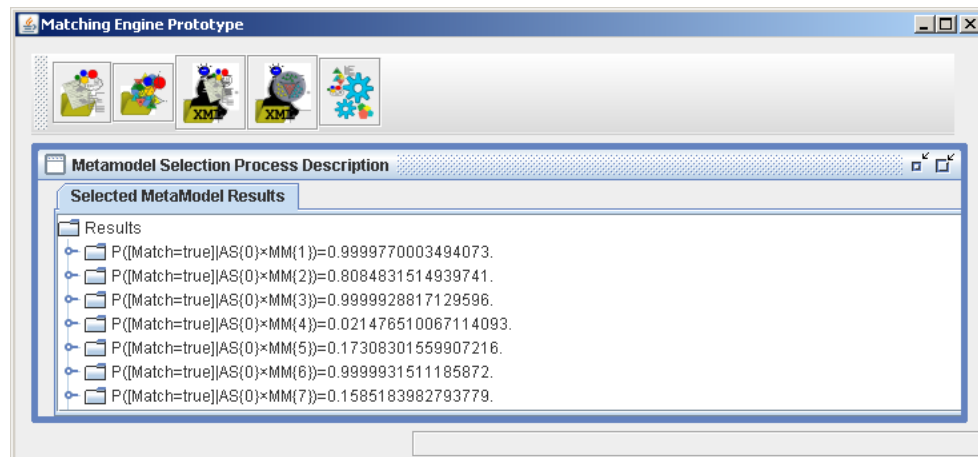 Matching Engine Prototype
XML XML
Metamodel Selection Process Description
Selected MetaModel Results
Results
P([Match=true]|AS{0}×MM{1})=0.9999770003494073.
P([Match=true]|AS{0}×MM{2})=0.8084831514939741.
P([Match=true]|AS{0}×MM{3})=0.9999928817129596.
P([Match=true]|AS{0}×MM{4})=0.021476510067114093.
P([Match=true]|AS{0}×MM{5})=0.17308301559907216.
P([Match=true]|AS{0}×MM{6})=0.9999931511185872.
P([Match=true]|AS{0}×MM{7})=0.1585183982793779.